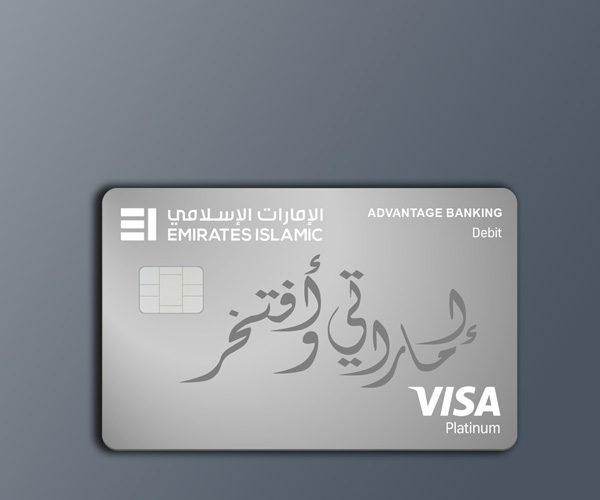 الإمارات الإسلامي
EMIRATES ISLAMIC
ADVANTAGE BANKING
Debit
إماراتي وأفتخر
VISA
Platinum